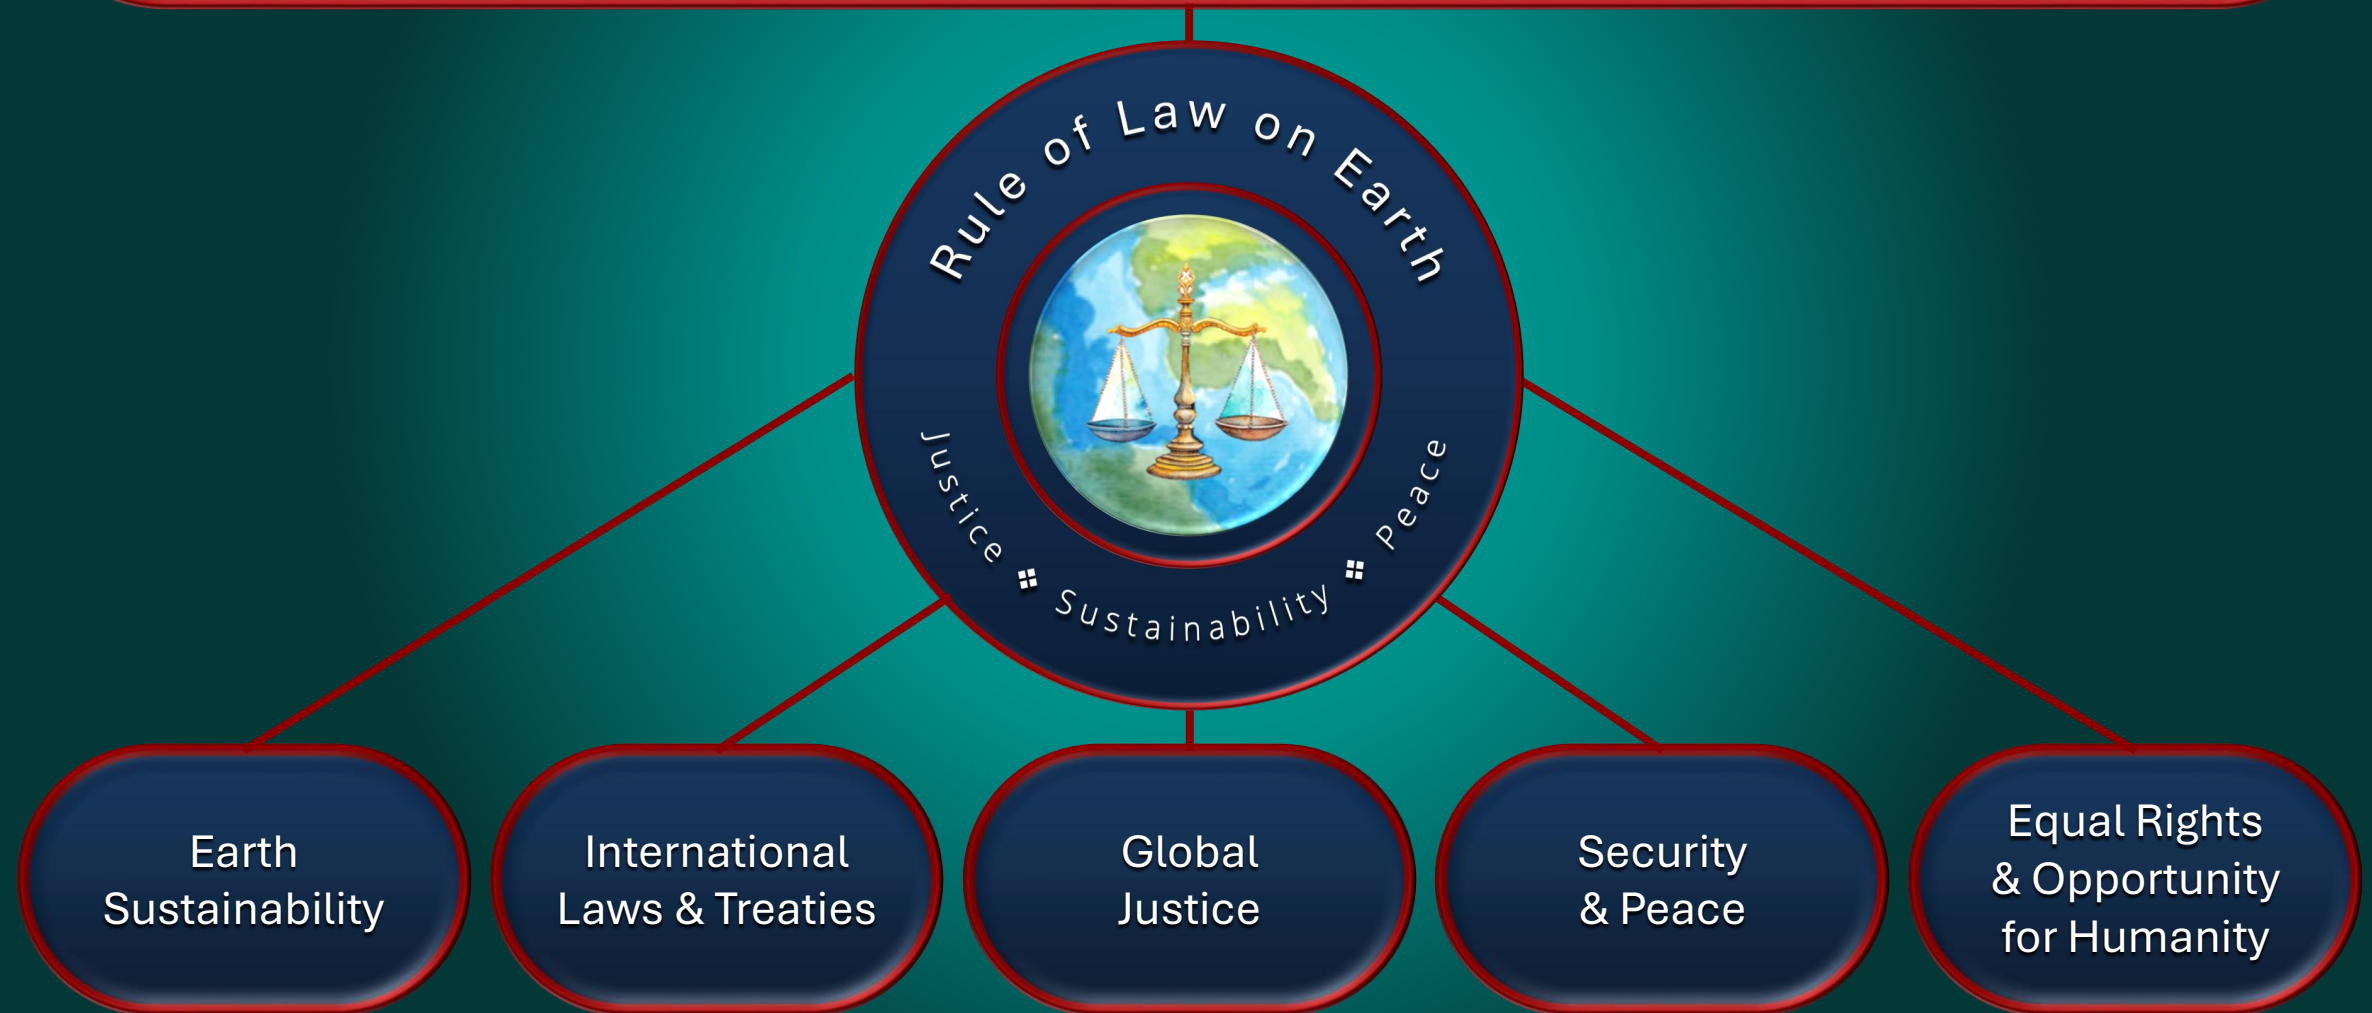 Rule of Law on Earth
Justice ❖ Sustainability ❖ Peace
Earth
Sustainability
International
Laws & Treaties
Global
Justice
Security
& Peace
Equal Rights
& Opportunity
for Humanity